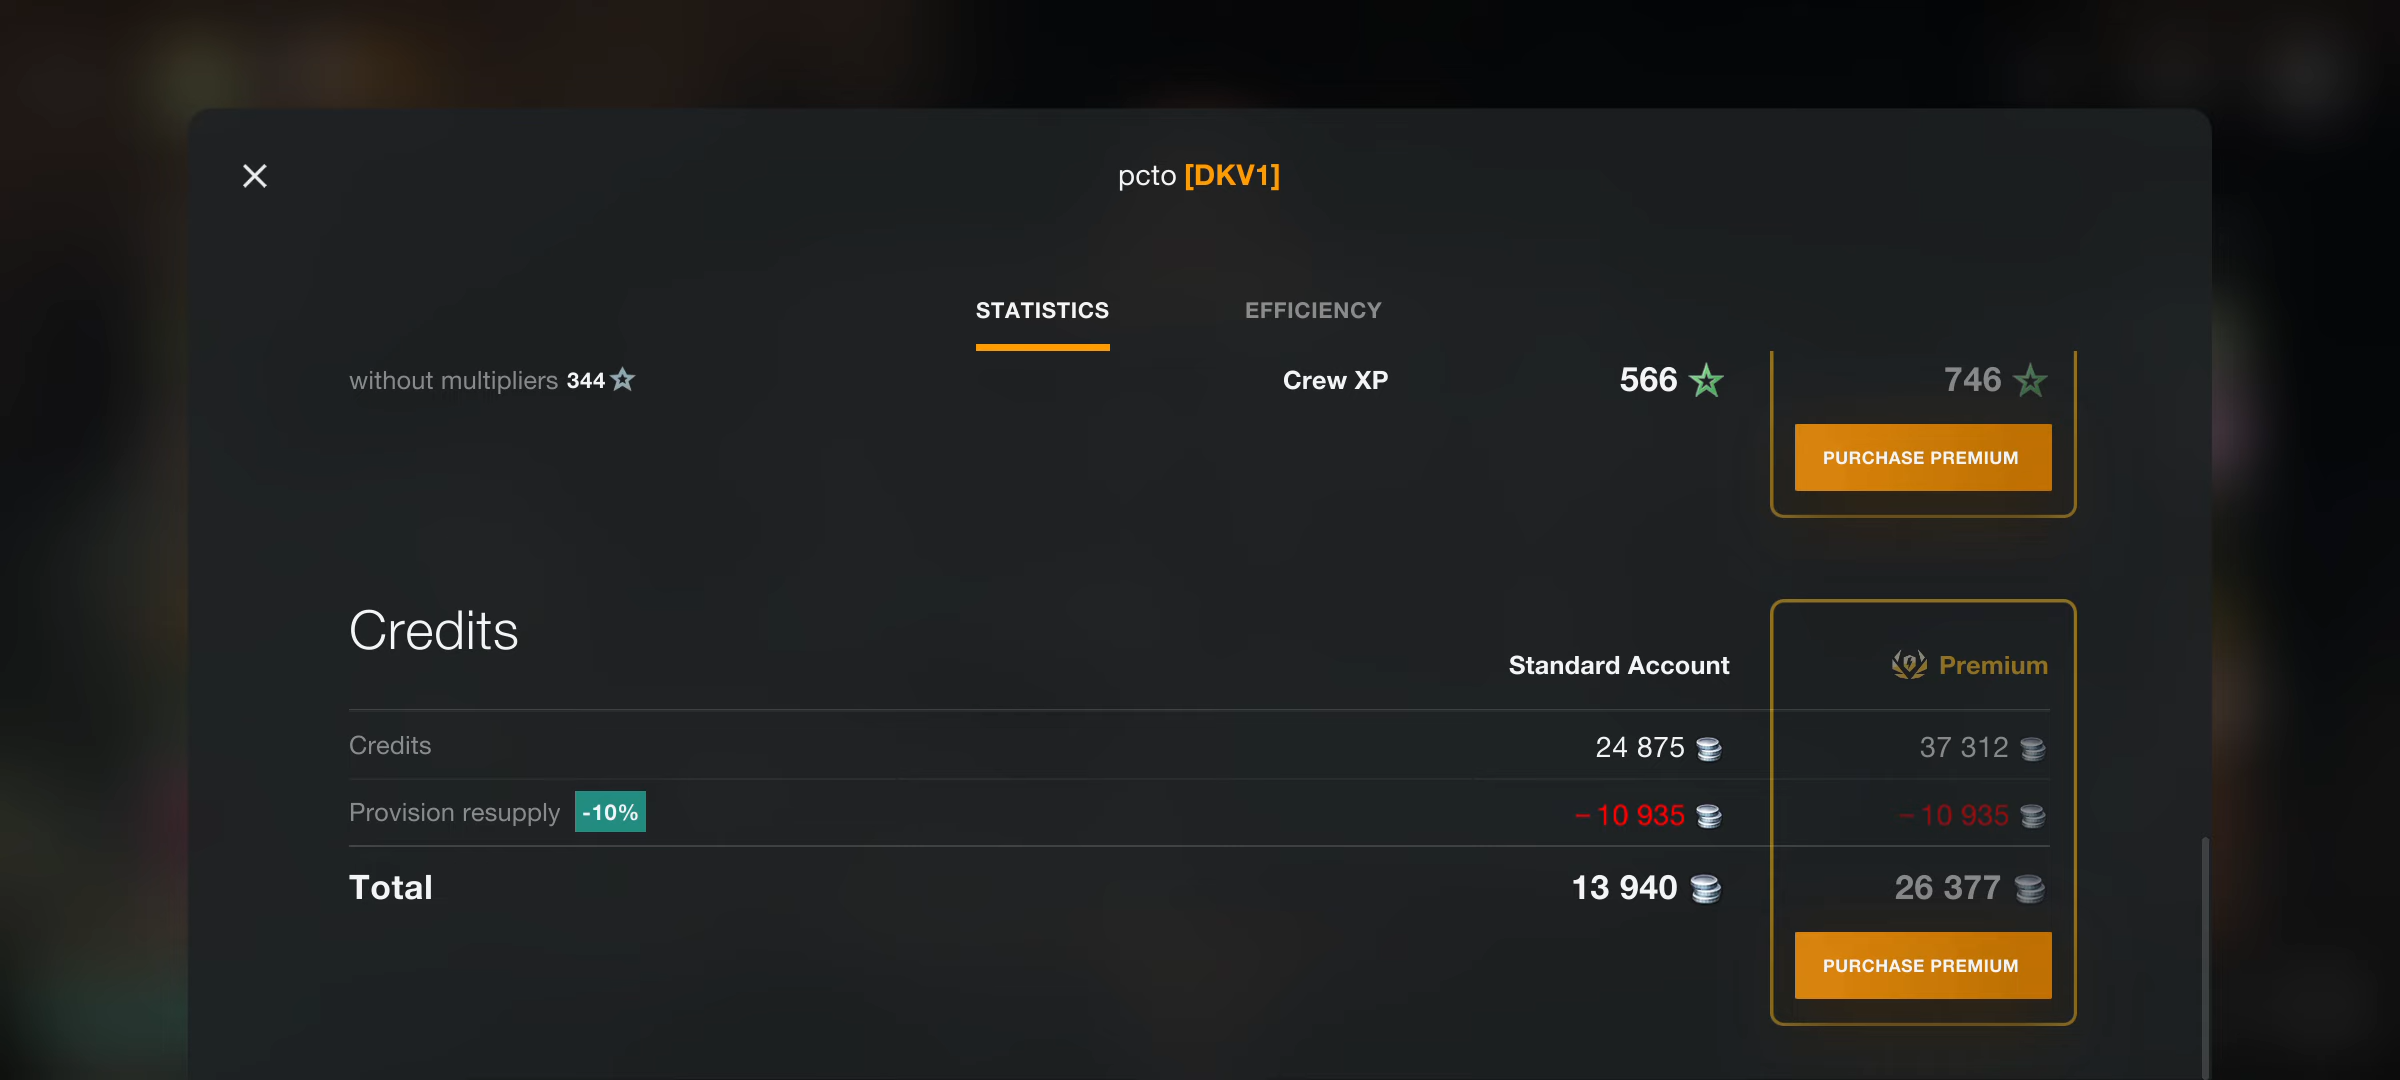 pcto [DKV1]
STATISTICS EFFICIENCY
without multipliers 344 Crew XP 566 746
PURCHASE PREMIUM
Credits
Standard Account Premium
Credits 24 875 37 312
Provision resupply -10% – 10 935 – 10 935
Total 13 940 26 377
PURCHASE PREMIUM